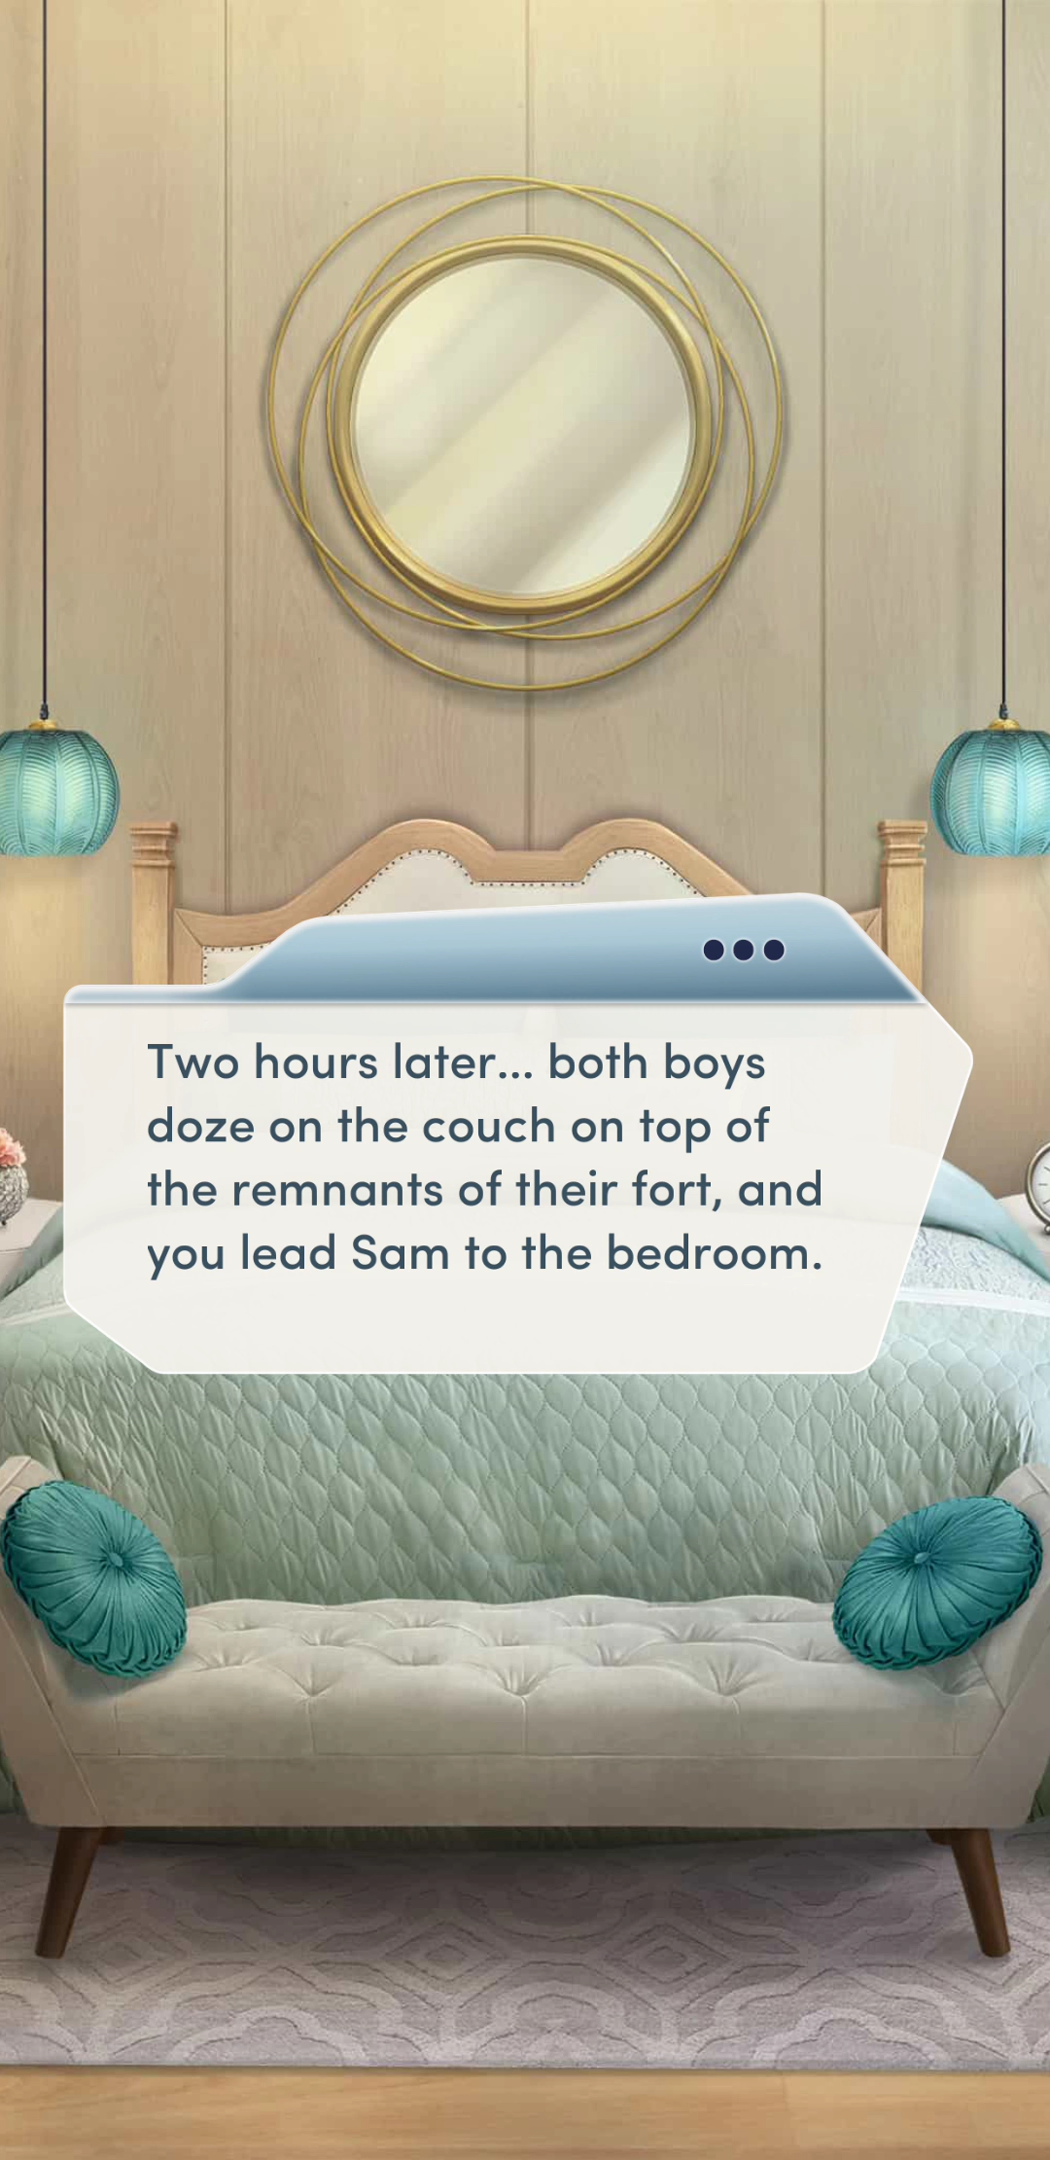 Two hours later... both boys
doze on the couch on top of
the remnants of their fort, and
you lead Sam to the bedroom.